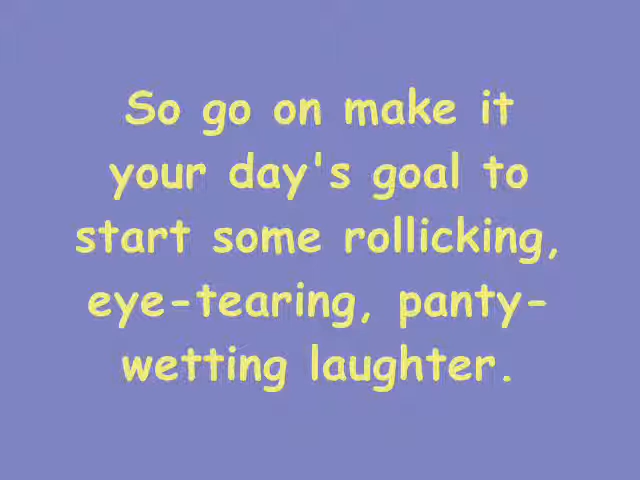 So go on make it
your day's goal to
start some rollicking,
eye-tearing, panty-
wetting laughter.